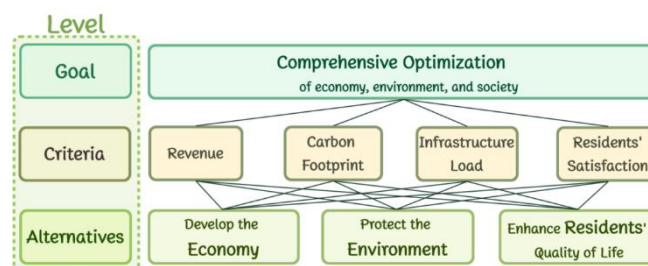 Level
Goal
Comprehensive Optimization
of economy, environment, and society
Criteria
Revenue
Carbon
Footprint
Infrastructure
Load
Residents'
Satisfaction
Alternatives
Develop the
Economy
Protect the
Environment
Enhance Residents'
Quality of Life